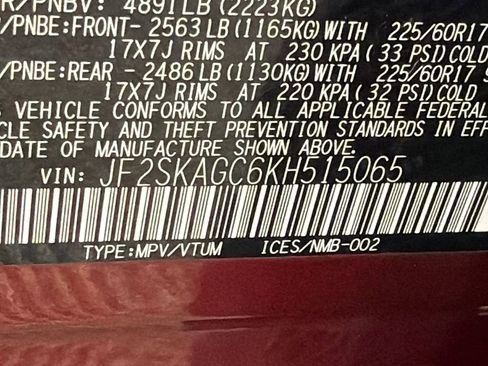 R/PNBV: 4891 LB (2223KG)
/PNBE: FRONT- 2563 LB (1165KG) WITH 225/60R17
17X7J RIMS AT 230 KPA (33 PSI) COLD
/PNBE: REAR - 2486 LB (1130KG) WITH 225/60R17
17X7J RIMS AT 220 KPA (32 PSI) COLD
VEHICLE CONFORMS TO ALL APPLICABLE FEDERAL
CLE SAFETY AND THEFT PREVENTION STANDARDS IN EFF
DATE OF MANUFACTURE SHOWN ABOVE.
VIN: JF2SKAGC6KH515065
TYPE: MPV/VTUM ICES/NMB-002